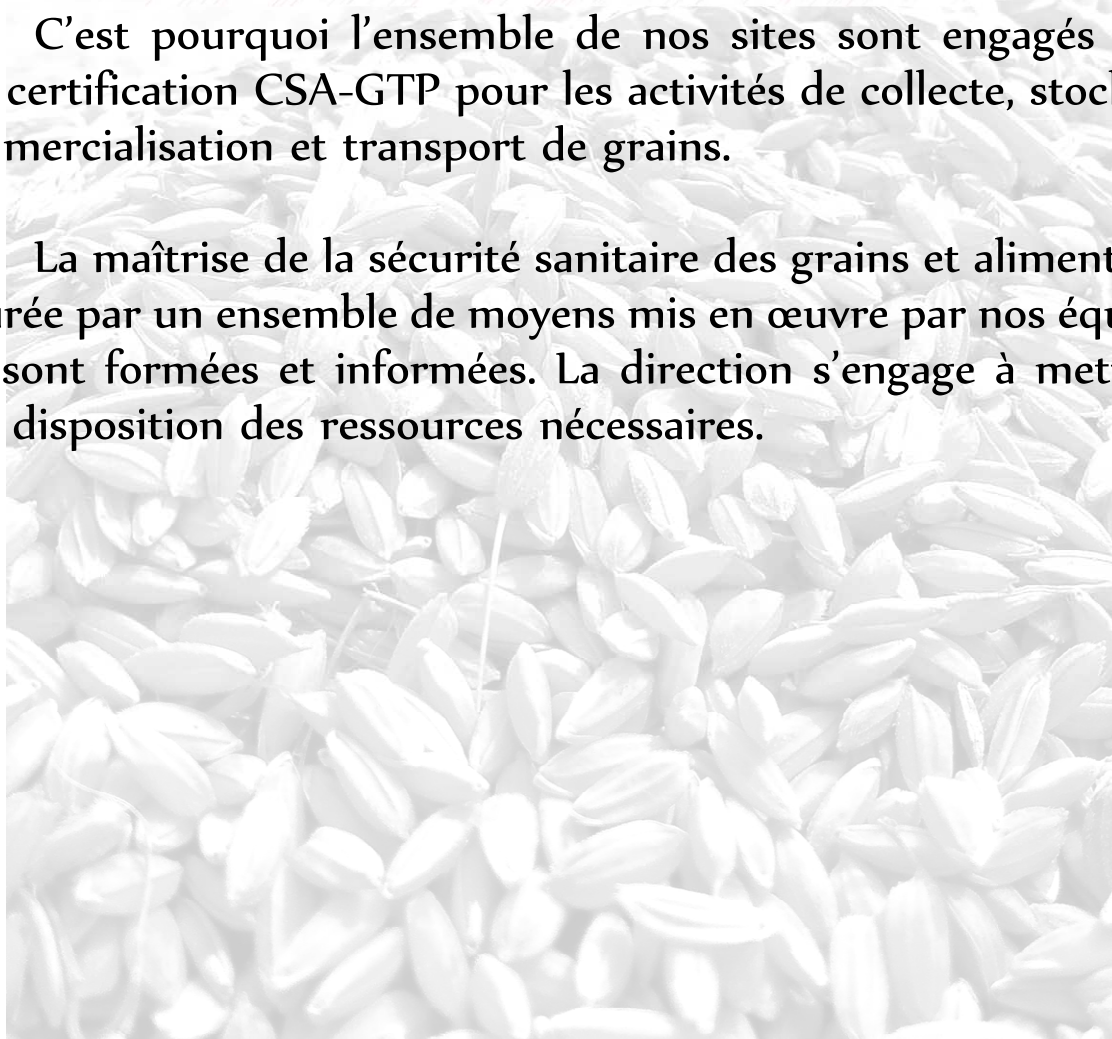 C’est pourquoi l’ensemble de nos sites sont engagés
certification CSA-GTP pour les activités de collecte, stoc
mercialisation et transport de grains.
La maîtrise de la sécurité sanitaire des grains et aliment
urée par un ensemble de moyens mis en œuvre par nos équ
sont formées et informées. La direction s’engage à met
disposition des ressources nécessaires.